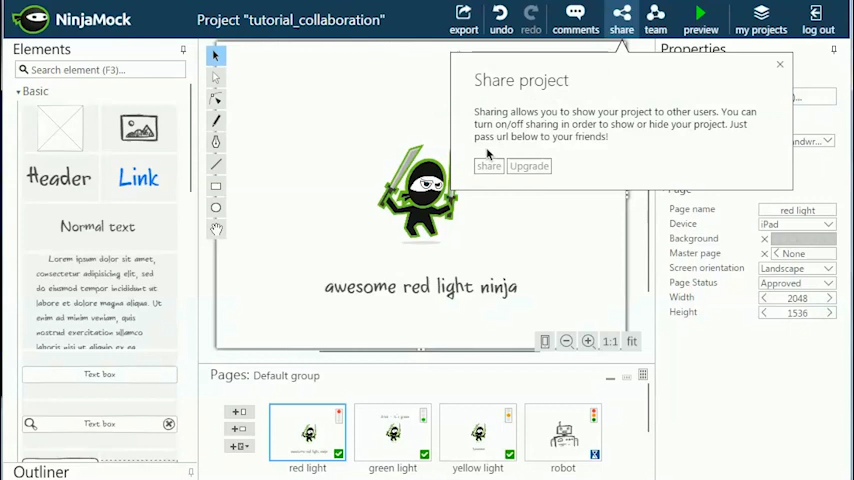 NinjaMock
Project "tutorial_collaboration"
export
undo
redo
comments
share
team
preview
my projects
log out
Elements
Search element (F3)...
Basic
Header
Link
Normal text
Lorem ipsum dolor sit amet,
consectetur adipisicing elit, sed
do eiusmod tempor incididunt ut
labore et dolore magna aliqua. Ut
enim ad minim veniam, quis
nostrud exercitation ullamco
laboris nisi ut aliquip ex ea
Text box
Text box
Outliner
awesome red light ninja
1:1
fit
Share project
Sharing allows you to show your project to other users. You can
turn on/off sharing in order to show or hide your project. Just
pass url below to your friends!
share
Upgrade
Properties
Page
Page name
red light
Device
iPad
Background
Master page
None
Screen orientation
Landscape
Page Status
Approved
Width
2048
Height
1536
Pages: Default group
red light
green light
yellow light
robot